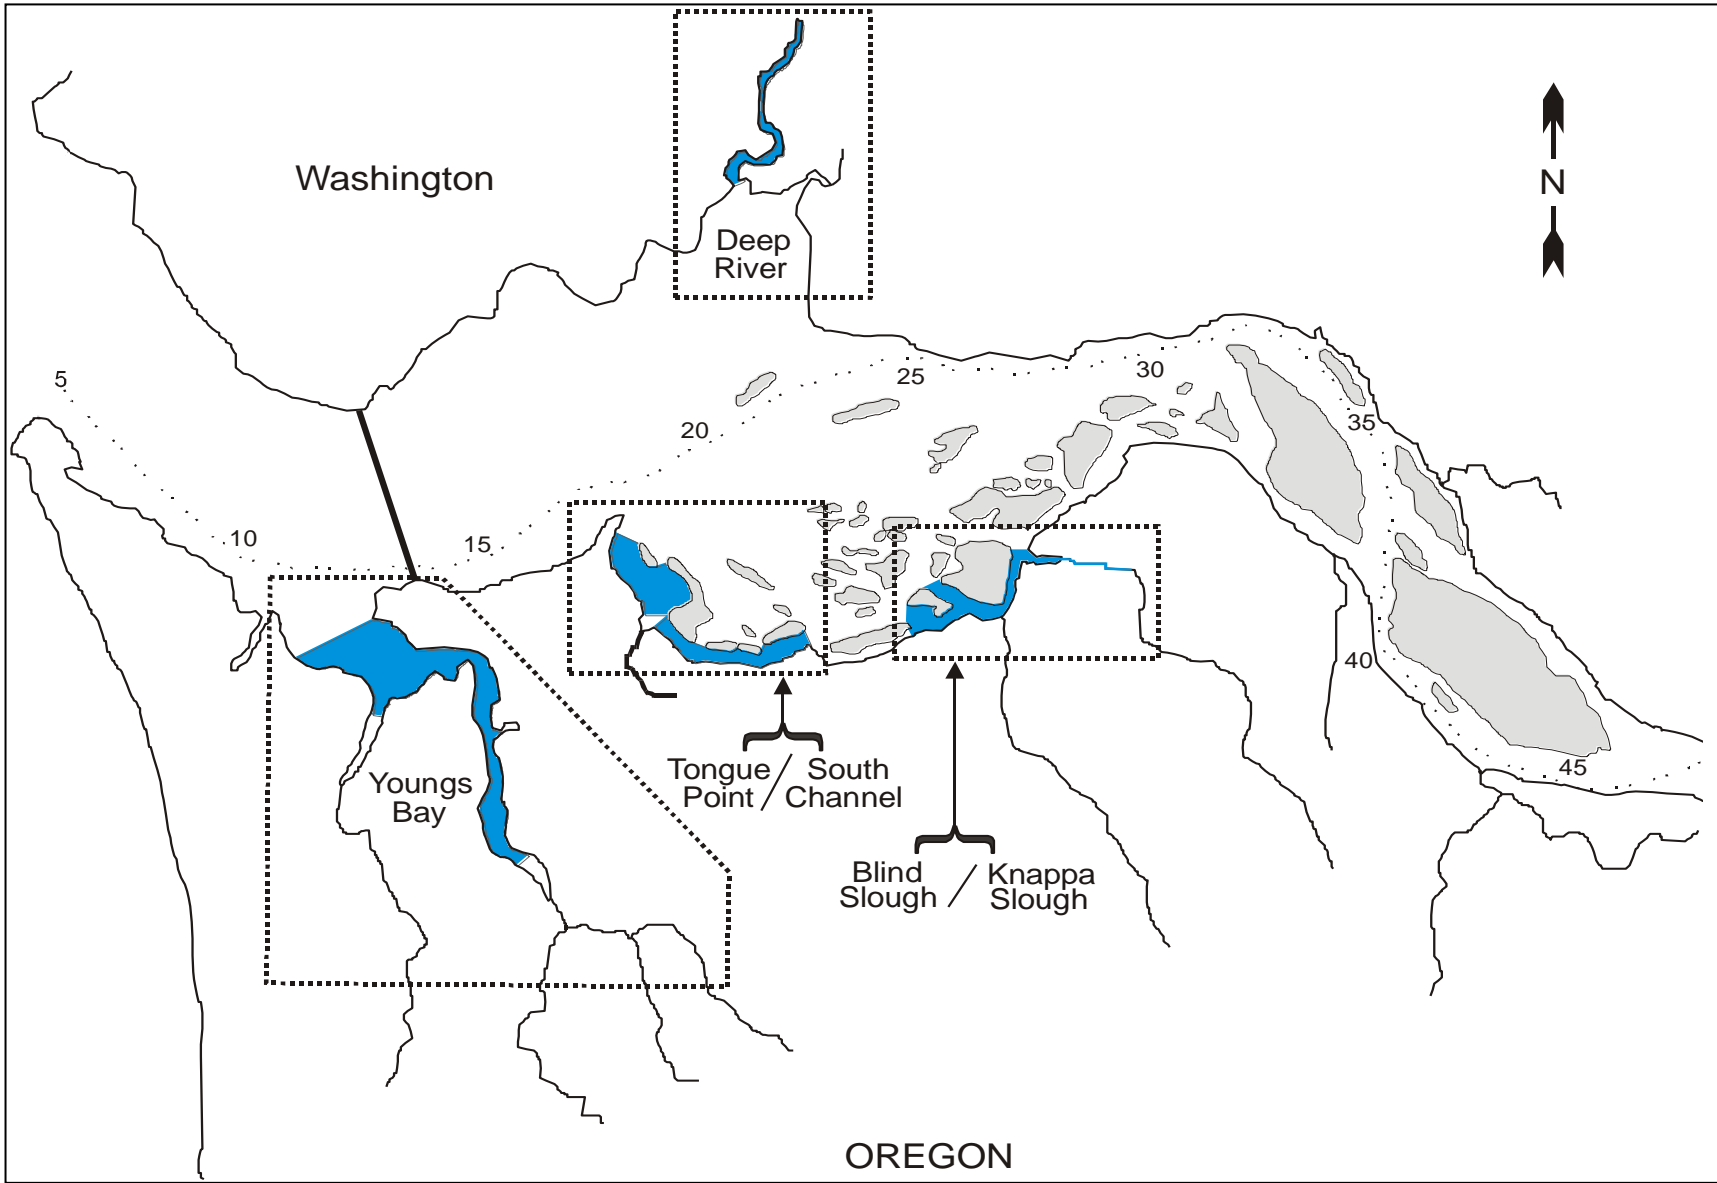 Washington
Deep
River
N
5
10
15
20
25
30
35
40
45
Youngs
Bay
Tongue / South
Point / Channel
Blind / Knappa
Slough / Slough
OREGON